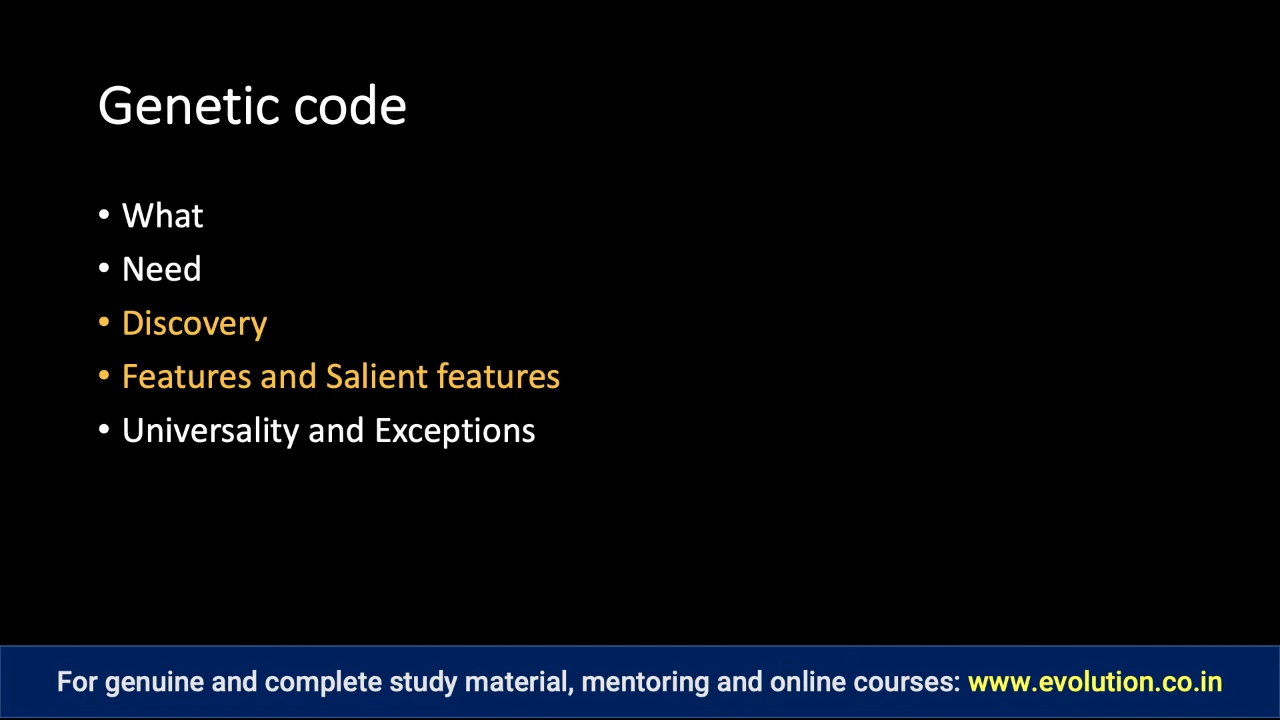 Genetic code
• What
• Need
• Discovery
• Features and Salient features
• Universality and Exceptions
For genuine and complete study material, mentoring and online courses: www.evolution.co.in